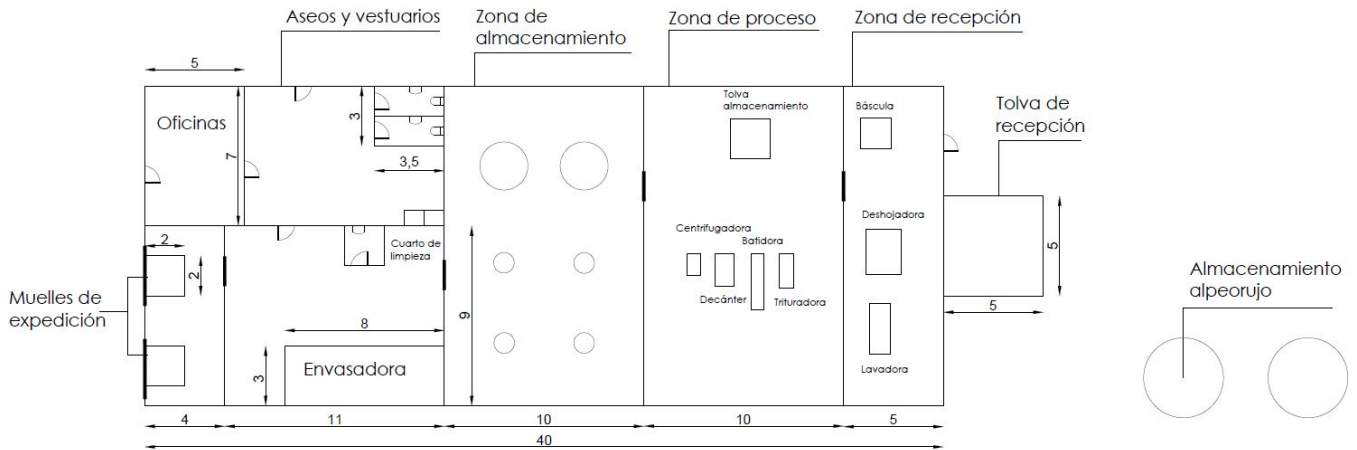 Aseos y vestuarios
Zona de
almacenamiento
Zona de proceso
Zona de recepción
5
Tolva de
recepción
Tolva
almacenamiento
Báscula
Oficinas
3
7
3,5
Deshojadora
5
5
2
2
Cuarto de
limpieza
Centrifugadora
Batidora
Decánter
Trituradora
Almacenamiento
alpeorujo
Muelles de
expedición
8
9
3
Envasadora
Lavadora
4
11
10
10
5
40